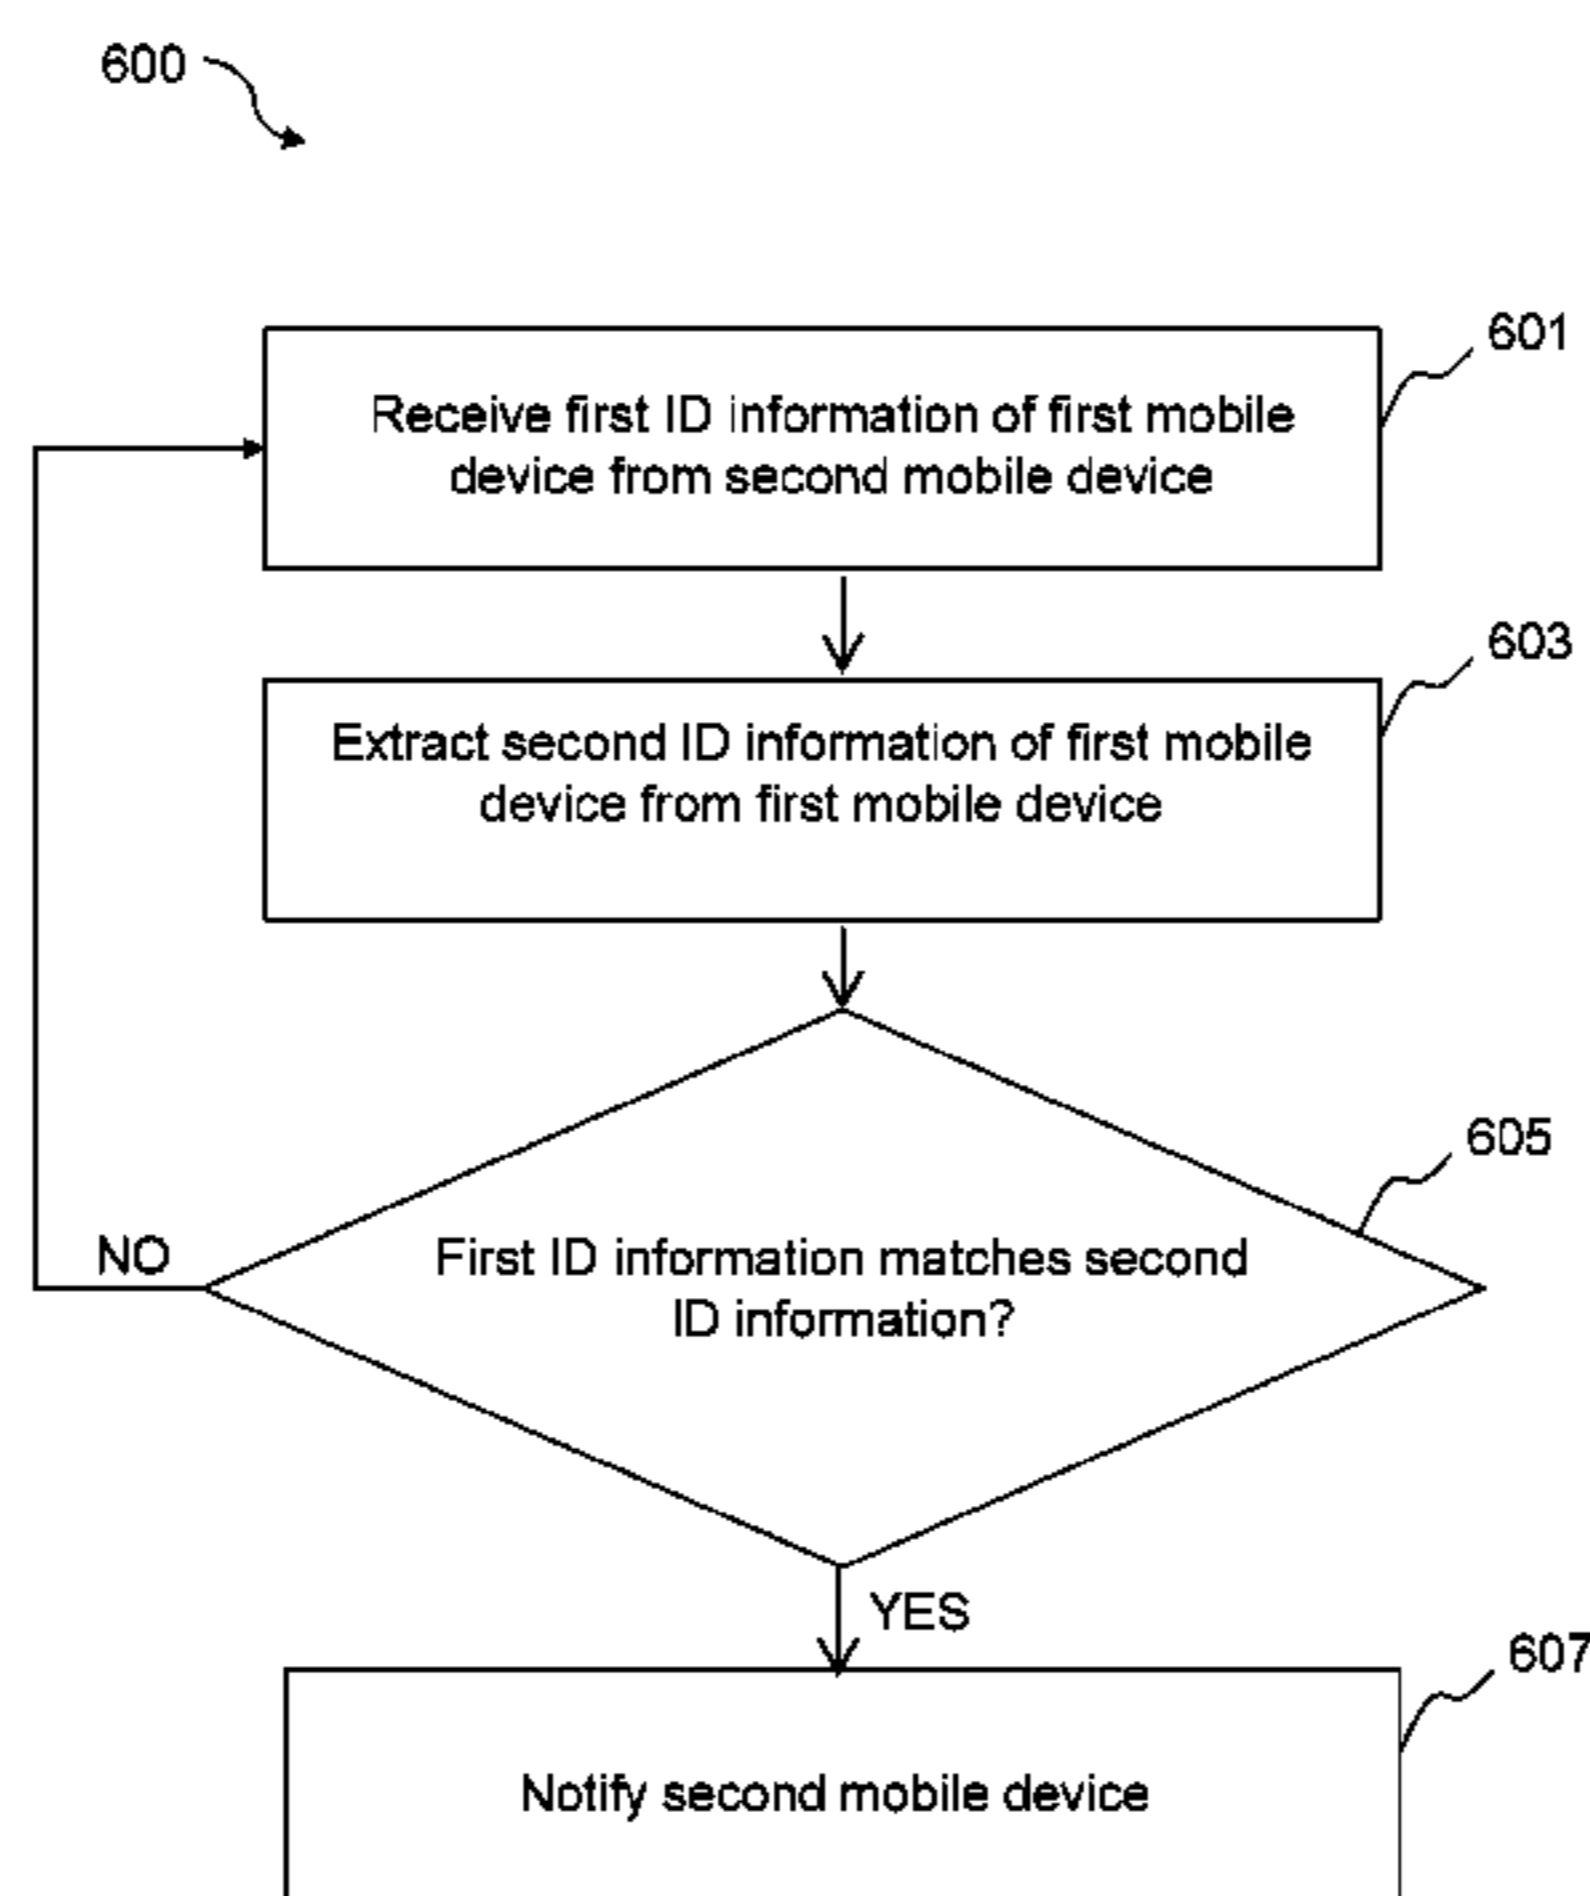 600
601
Receive first ID information of first mobile
device from second mobile device
603
Extract second ID information of first mobile
device from first mobile device
605
NO
First ID information matches second
ID information?
YES
607
Notify second mobile device